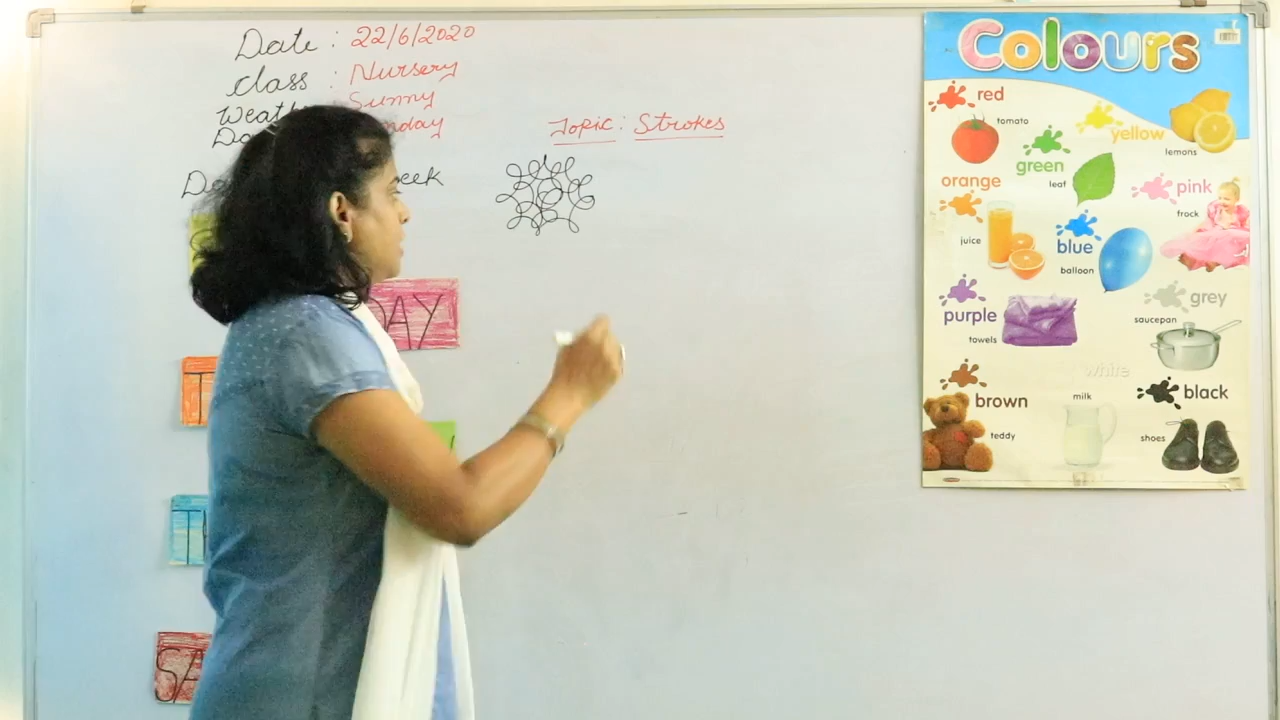 Date : 22/6/2020
Class : Nursery
Sunny
Topic : Strokes
DAY
Colours
red
tomato
yellow
lemons
green
leaf
orange
juice
pink
frock
blue
balloon
purple
towels
grey
saucepan
white
milk
brown
teddy
black
shoes